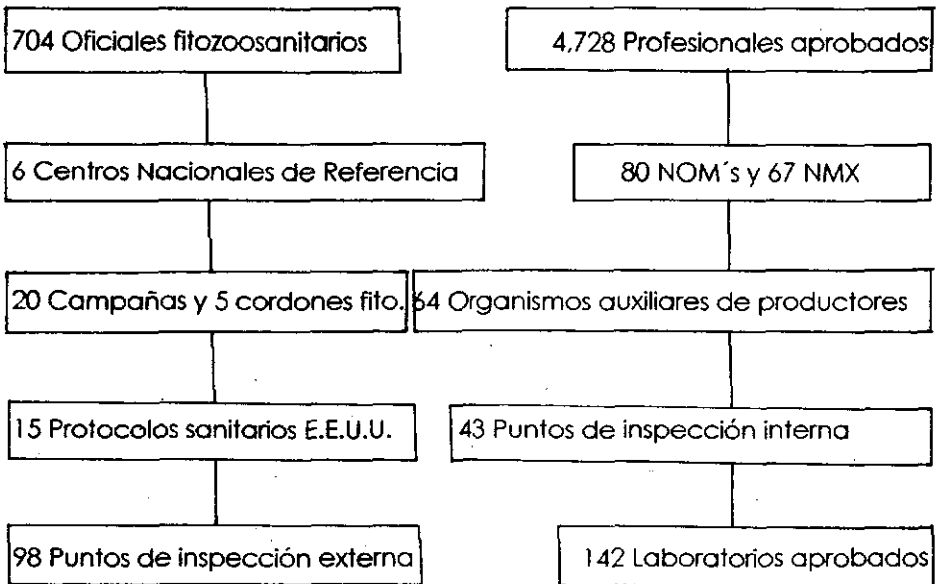 704 Oficiales fitozoosanitarios
4,728 Profesionales aprobados
6 Centros Nacionales de Referencia
80 NOM´s y 67 NMX
20 Campañas y 5 cordones fito.
64 Organismos auxiliares de productores
15 Protocolos sanitarios E.E.U.U.
43 Puntos de inspección interna
98 Puntos de inspección externa
142 Laboratorios aprobados